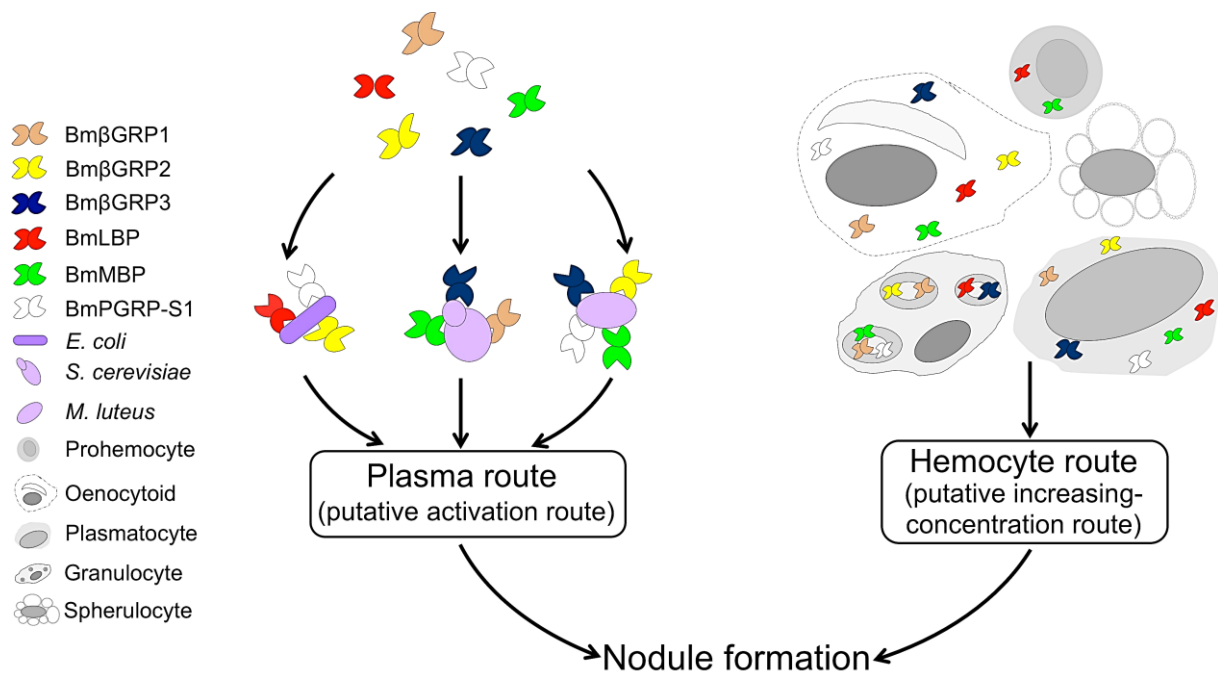 BmβGRP1
BmβGRP2
BmβGRP3
BmLBP
BmMBP
BmPGRP-S1
E. coli
S. cerevisiae
M. luteus
Prohemocyte
Oenocytoid
Plasmatocyte
Granulocyte
Spherulocyte
Plasma route
(putative activation route)
Hemocyte route
(putative increasing-
concentration route)
Nodule formation